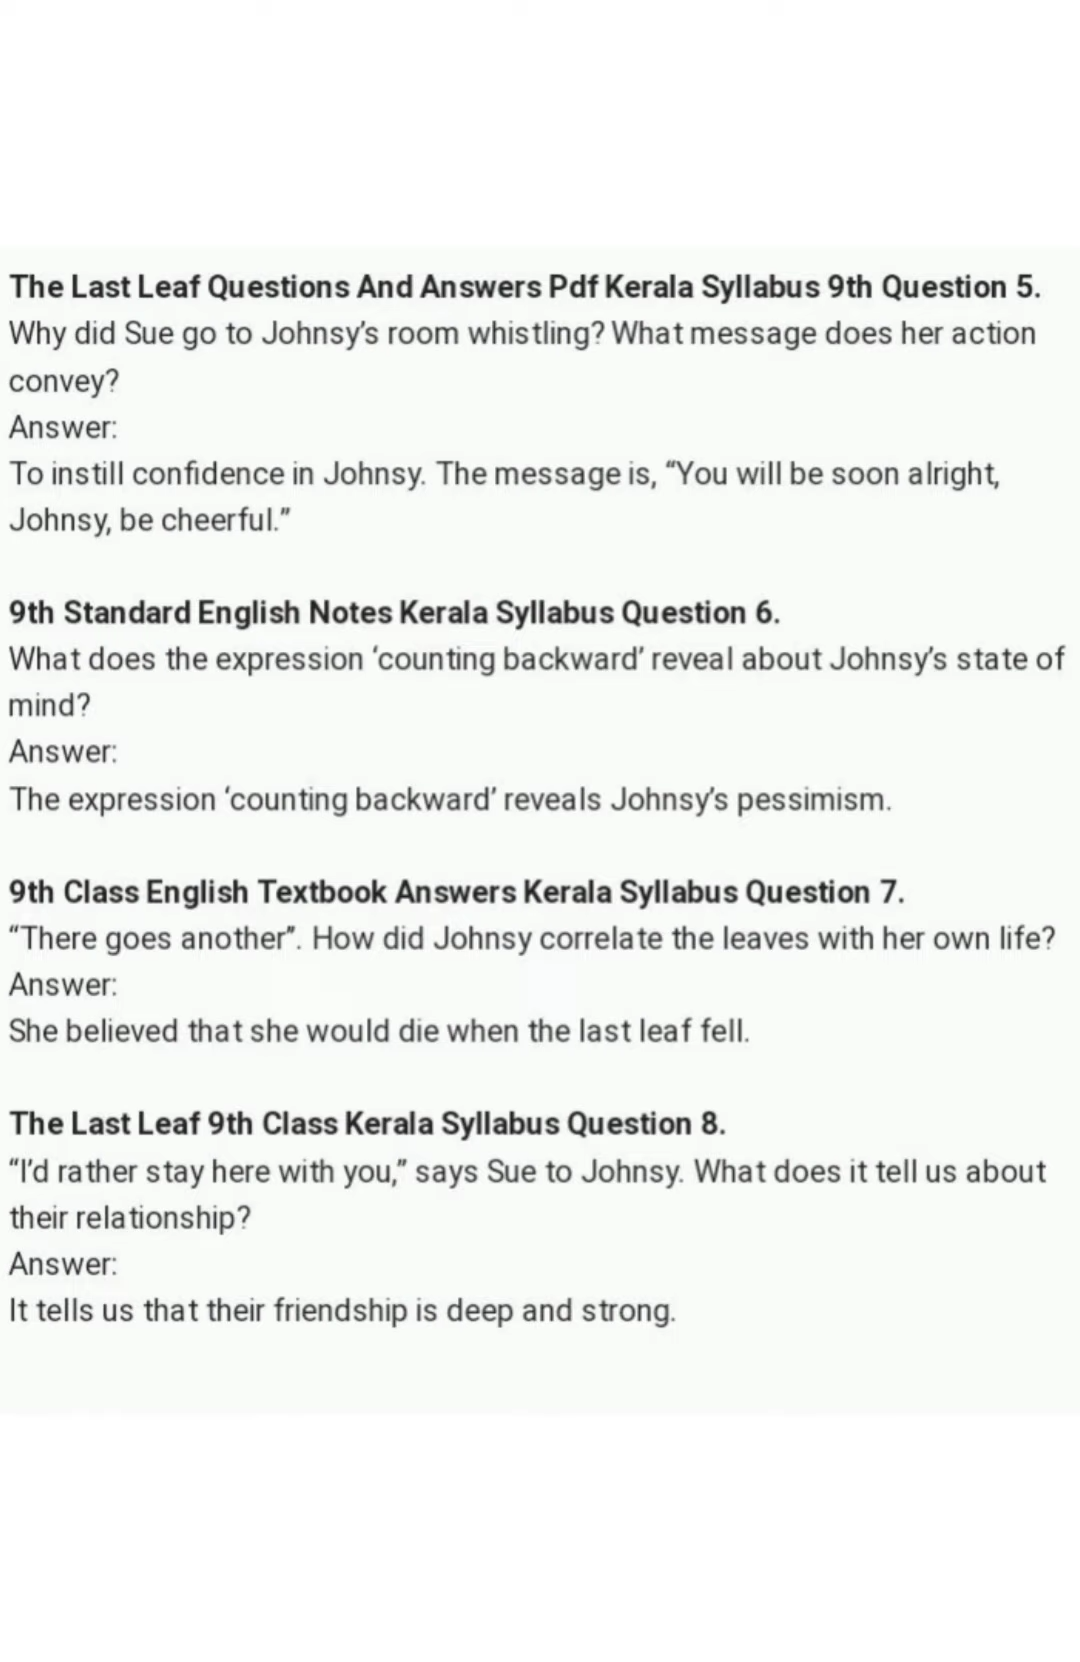 The Last Leaf Questions And Answers Pdf Kerala Syllabus 9th Question 5.
Why did Sue go to Johnsy’s room whistling? What message does her action
convey?
Answer:
To instill confidence in Johnsy. The message is, “You will be soon alright,
Johnsy, be cheerful.”
9th Standard English Notes Kerala Syllabus Question 6.
What does the expression ‘counting backward’ reveal about Johnsy’s state of
mind?
Answer:
The expression ‘counting backward’ reveals Johnsy’s pessimism.
9th Class English Textbook Answers Kerala Syllabus Question 7.
“There goes another”. How did Johnsy correlate the leaves with her own life?
Answer:
She believed that she would die when the last leaf fell.
The Last Leaf 9th Class Kerala Syllabus Question 8.
“I’d rather stay here with you,” says Sue to Johnsy. What does it tell us about
their relationship?
Answer:
It tells us that their friendship is deep and strong.